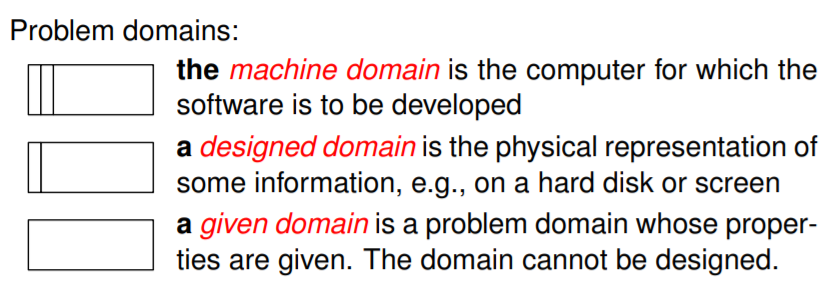 Problem domains:
the machine domain is the computer for which the
software is to be developed
a designed domain is the physical representation of
some information, e.g., on a hard disk or screen
a given domain is a problem domain whose proper-
ties are given. The domain cannot be designed.